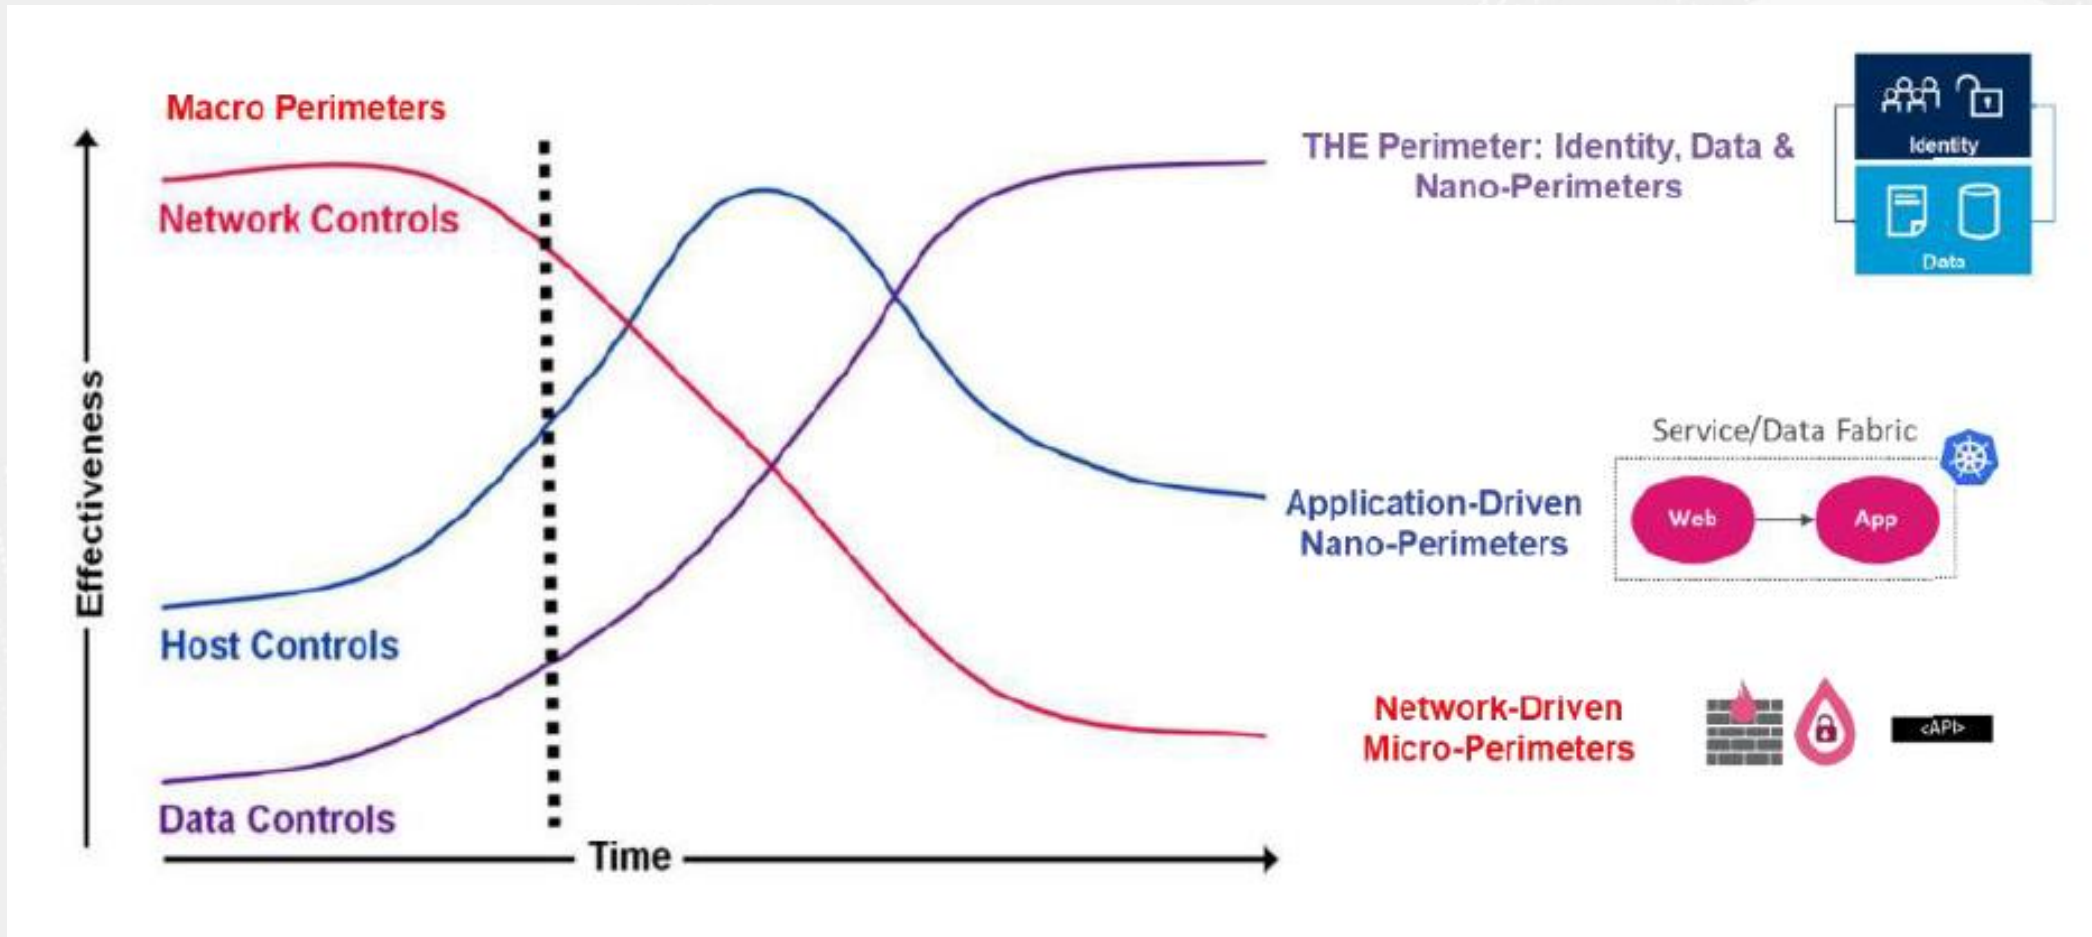 Macro Perimeters
Network Controls
Host Controls
Data Controls
Effectiveness
Time
THE Perimeter: Identity, Data &
Nano-Perimeters
Identity
Data
Application-Driven
Nano-Perimeters
Service/Data Fabric
Web
App
Network-Driven
Micro-Perimeters
<API>